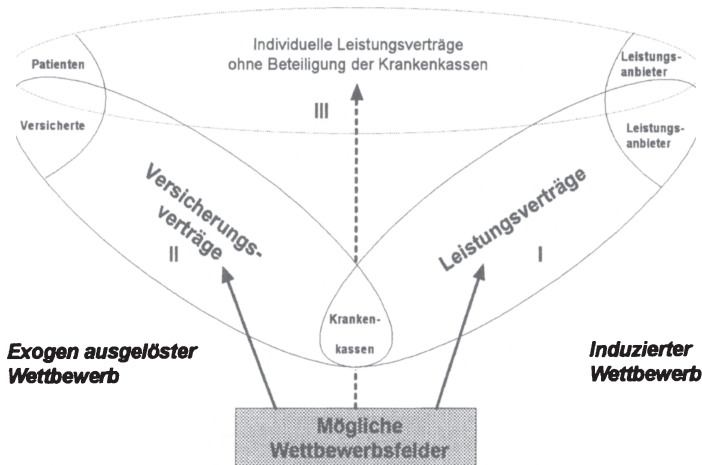 Individuelle Leistungsverträge
ohne Beteiligung der Krankenkassen
III
Patienten
Versicherte
Leistungs-
anbieter
Leistungs-
anbieter
Versicherungs-
verträge
II
Leistungsverträge
I
Kranken-
kassen
Exogen ausgelöster
Wettbewerb
Induzierter
Wettbewerb
Mögliche
Wettbewerbsfelder